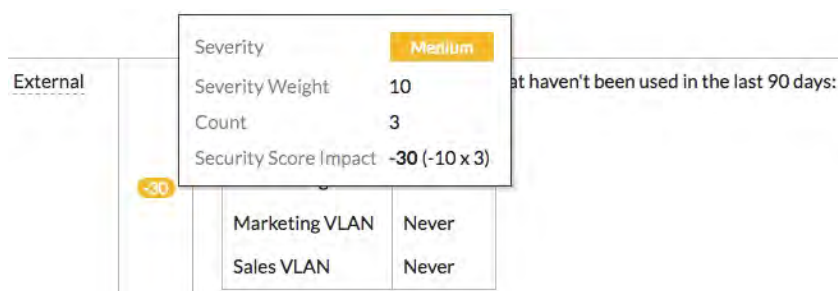 Severity Medium
External Severity Weight 10 at haven't been used in the last 90 days:
Count 3
Security Score Impact -30 (-10 x 3)
-30
Marketing VLAN Never
Sales VLAN Never